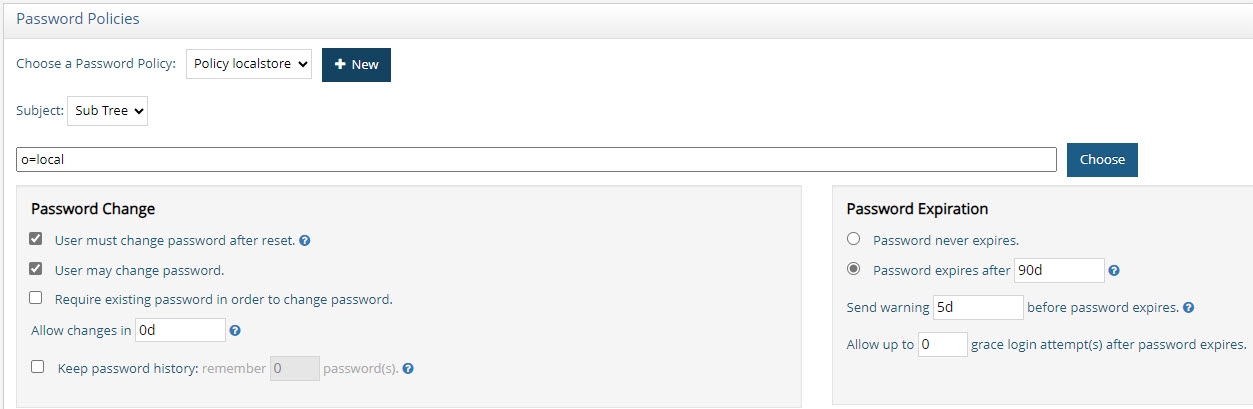 Password Policies
Choose a Password Policy: Policy localstore + New
Subject: Sub Tree
o=local Choose
Password Change
User must change password after reset. ?
User may change password.
Require existing password in order to change password.
Allow changes in 0d ?
Keep password history: remember 0 password(s). ?
Password Expiration
Password never expires.
Password expires after 90d ?
Send warning 5d before password expires. ?
Allow up to 0 grace login attempt(s) after password expires.